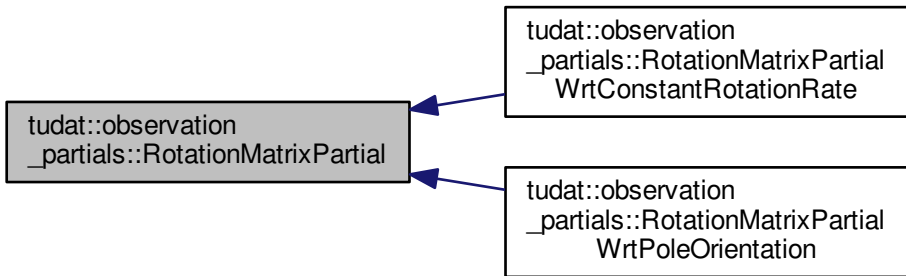 tudat::observation
_partials::RotationMatrixPartial
tudat::observation
_partials::RotationMatrixPartial
WrtConstantRotationRate
tudat::observation
_partials::RotationMatrixPartial
WrtPoleOrientation